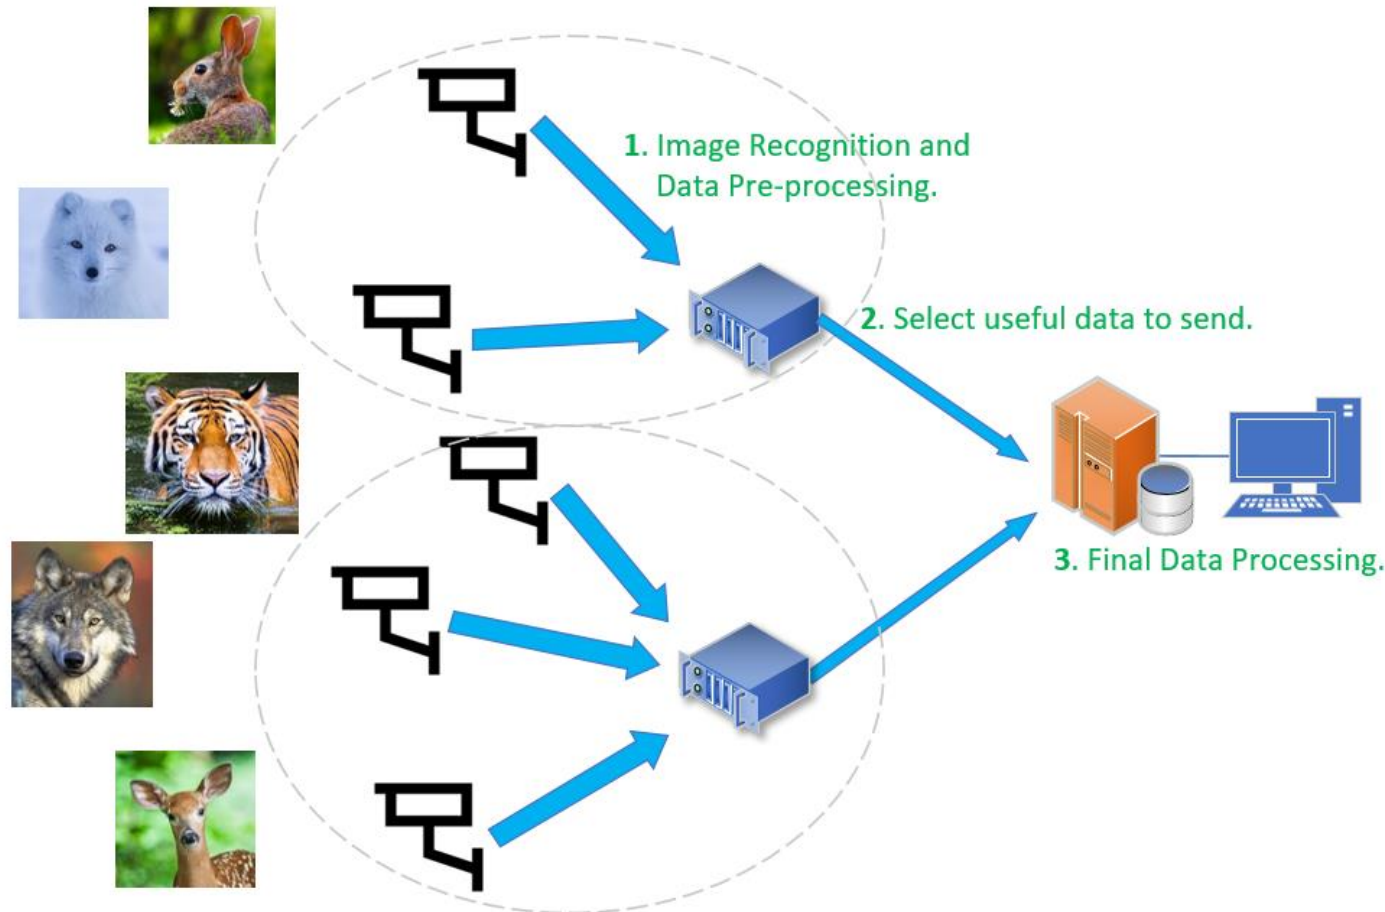 1. Image Recognition and
Data Pre-processing.
2. Select useful data to send.
3. Final Data Processing.